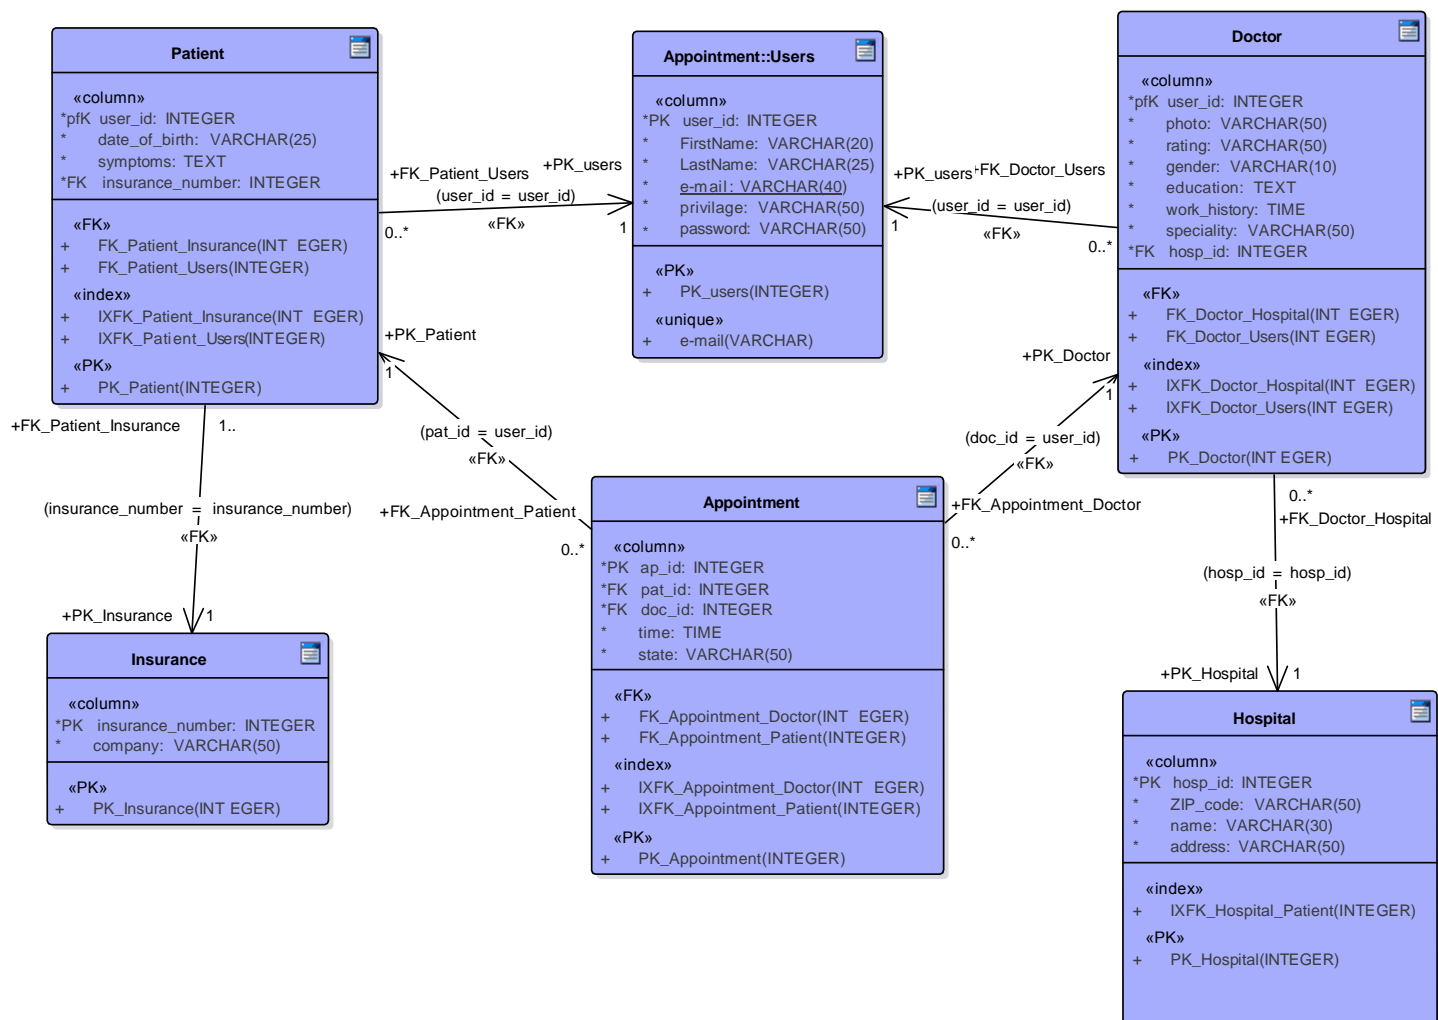 Patient
«column»
*pfK user_id: INTEGER
* date_of_birth: VARCHAR(25)
* symptoms: TEXT
*FK insurance_number: INTEGER
«FK»
+ FK_Patient_Insurance(INT EGER)
+ FK_Patient_Users(INTEGER)
«index»
+ IXFK_Patient_Insurance(INT EGER)
+ IXFK_Patient_Users(INTEGER)
«PK»
+ PK_Patient(INTEGER)
+FK_Patient_Users
+PK_users
(user_id = user_id)
«FK»
0..*
1
Appointment::Users
«column»
*PK user_id: INTEGER
* FirstName: VARCHAR(20)
* LastName: VARCHAR(25)
* e-mail: VARCHAR(40)
* privilage: VARCHAR(50)
* password: VARCHAR(50)
«PK»
+ PK_users(INTEGER)
«unique»
+ e-mail(VARCHAR)
+PK_users
+FK_Doctor_Users
(user_id = user_id)
«FK»
1
0..*
Doctor
«column»
*pfK user_id: INTEGER
* photo: VARCHAR(50)
* rating: VARCHAR(50)
* gender: VARCHAR(10)
* education: TEXT
* work_history: TIME
* speciality: VARCHAR(50)
*FK hosp_id: INTEGER
«FK»
+ FK_Doctor_Hospital(INT EGER)
+ FK_Doctor_Users(INT EGER)
«index»
+ IXFK_Doctor_Hospital(INT EGER)
+ IXFK_Doctor_Users(INT EGER)
«PK»
+ PK_Doctor(INT EGER)
+PK_Patient
1
(pat_id = user_id)
«FK»
+FK_Appointment_Patient
0..*
+PK_Doctor
1
(doc_id = user_id)
«FK»
+FK_Appointment_Doctor
0..*
+FK_Patient_Insurance
1..
(insurance_number = insurance_number)
«FK»
+PK_Insurance
1
Insurance
«column»
*PK insurance_number: INTEGER
* company: VARCHAR(50)
«PK»
+ PK_Insurance(INT EGER)
Appointment
«column»
*PK ap_id: INTEGER
*FK pat_id: INTEGER
*FK doc_id: INTEGER
* time: TIME
* state: VARCHAR(50)
«FK»
+ FK_Appointment_Doctor(INT EGER)
+ FK_Appointment_Patient(INTEGER)
«index»
+ IXFK_Appointment_Doctor(INT EGER)
+ IXFK_Appointment_Patient(INTEGER)
«PK»
+ PK_Appointment(INTEGER)
0..*
+FK_Doctor_Hospital
(hosp_id = hosp_id)
«FK»
+PK_Hospital
1
Hospital
«column»
*PK hosp_id: INTEGER
* ZIP_code: VARCHAR(50)
* name: VARCHAR(30)
* address: VARCHAR(50)
«index»
+ IXFK_Hospital_Patient(INTEGER)
«PK»
+ PK_Hospital(INTEGER)